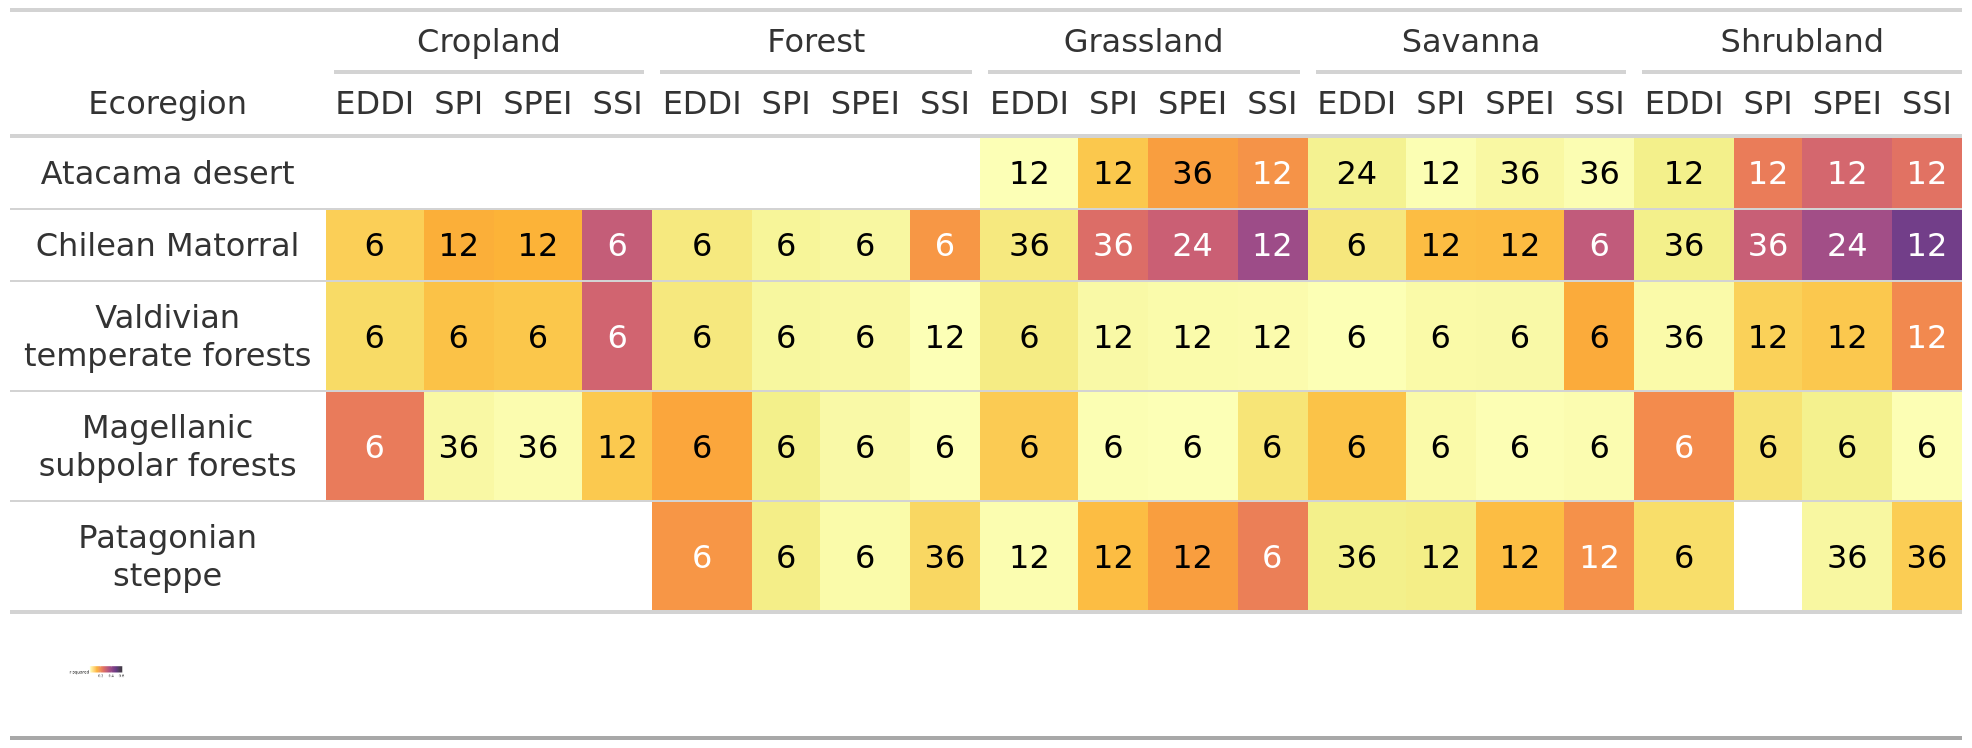 Cropland Forest Grassland Savanna Shrubland
Ecoregion EDDI SPI SPEI SSI EDDI SPI SPEI SSI EDDI SPI SPEI SSI EDDI SPI SPEI SSI EDDI SPI SPEI SSI
Atacama desert 12 12 36 12 24 12 36 36 12 12 12 12
Chilean Matorral 6 12 12 6 6 6 6 6 36 36 24 12 6 12 12 6 36 36 24 12
Valdivian
temperate forests 6 6 6 6 6 6 6 12 6 12 12 12 6 6 6 6 36 12 12 12
Magellanic
subpolar forests 6 36 36 12 6 6 6 6 6 6 6 6 6 6 6 6 6 6 6 6
Patagonian
steppe 6 6 6 36 12 12 12 6 36 12 12 12 6 36 36